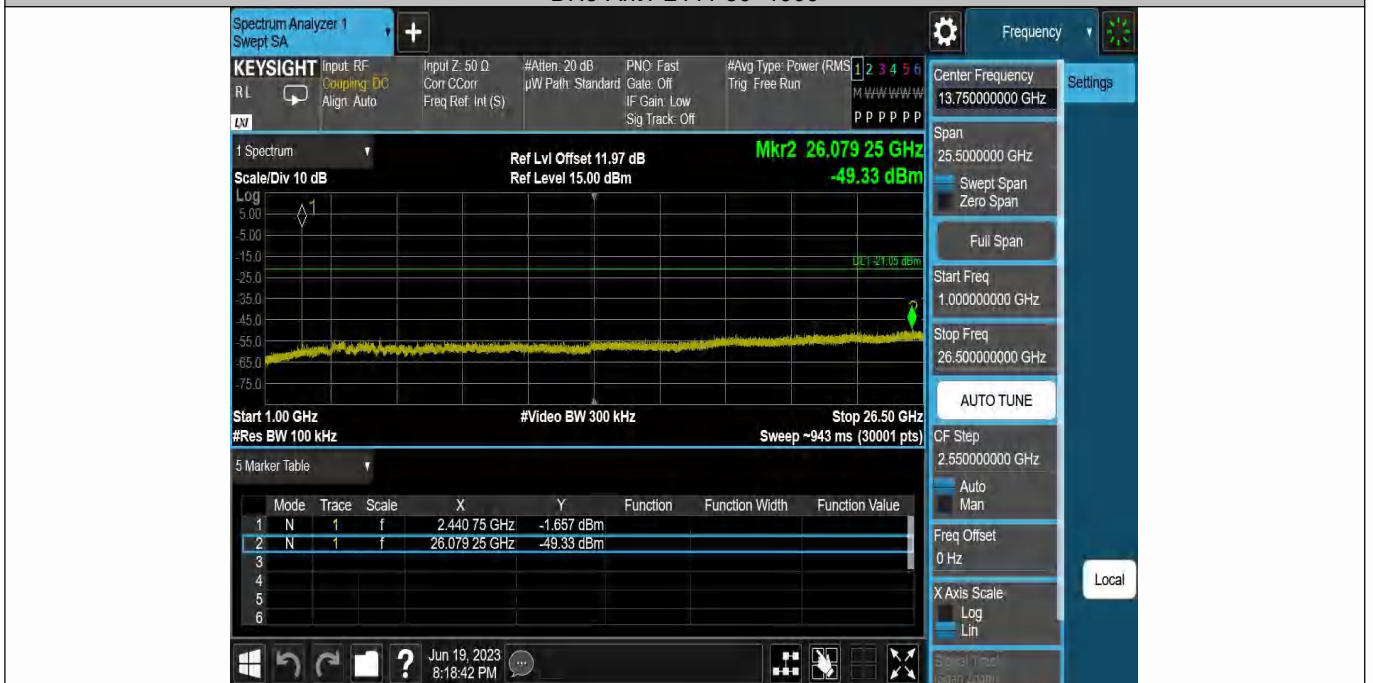 Spectrum Analyzer 1
Swept SA
+
Frequency
KEYSIGHT
RL
LXI
Input: RF
Coupling: DC
Align: Auto
Input Z: 50 Ω
Corr CCorr
Freq Ref: Int (S)
#Atten: 20 dB
µW Path: Standard
PNO: Fast
Gate: Off
IF Gain: Low
Sig Track: Off
#Avg Type: Power (RMS
Trig: Free Run
1 2 3 4 5 6
M W W W W W
P P P P P P
Center Frequency
13.750000000 GHz
Settings
Span
25.5000000 GHz
Swept Span
Zero Span
Full Span
Start Freq
1.000000000 GHz
Stop Freq
26.500000000 GHz
AUTO TUNE
CF Step
2.550000000 GHz
Auto
Man
Freq Offset
0 Hz
X Axis Scale
Log
Lin
Local
1 Spectrum
Scale/Div 10 dB
Ref Lvl Offset 11.97 dB
Ref Level 15.00 dBm
Mkr2 26.079 25 GHz
-49.33 dBm
Log
1
5.00
-5.00
-15.0
DL1 -21.05 dBm
-25.0
-35.0
-45.0
-55.0
-65.0
-75.0
Start 1.00 GHz
#Video BW 300 kHz
Stop 26.50 GHz
#Res BW 100 kHz
Sweep ~943 ms (30001 pts)
5 Marker Table
Mode Trace Scale X Y Function Function Width Function Value
1 N 1 f 2.440 75 GHz -1.657 dBm
2 N 1 f 26.079 25 GHz -49.33 dBm
3
4
5
6
?
Jun 19, 2023
8:18:42 PM